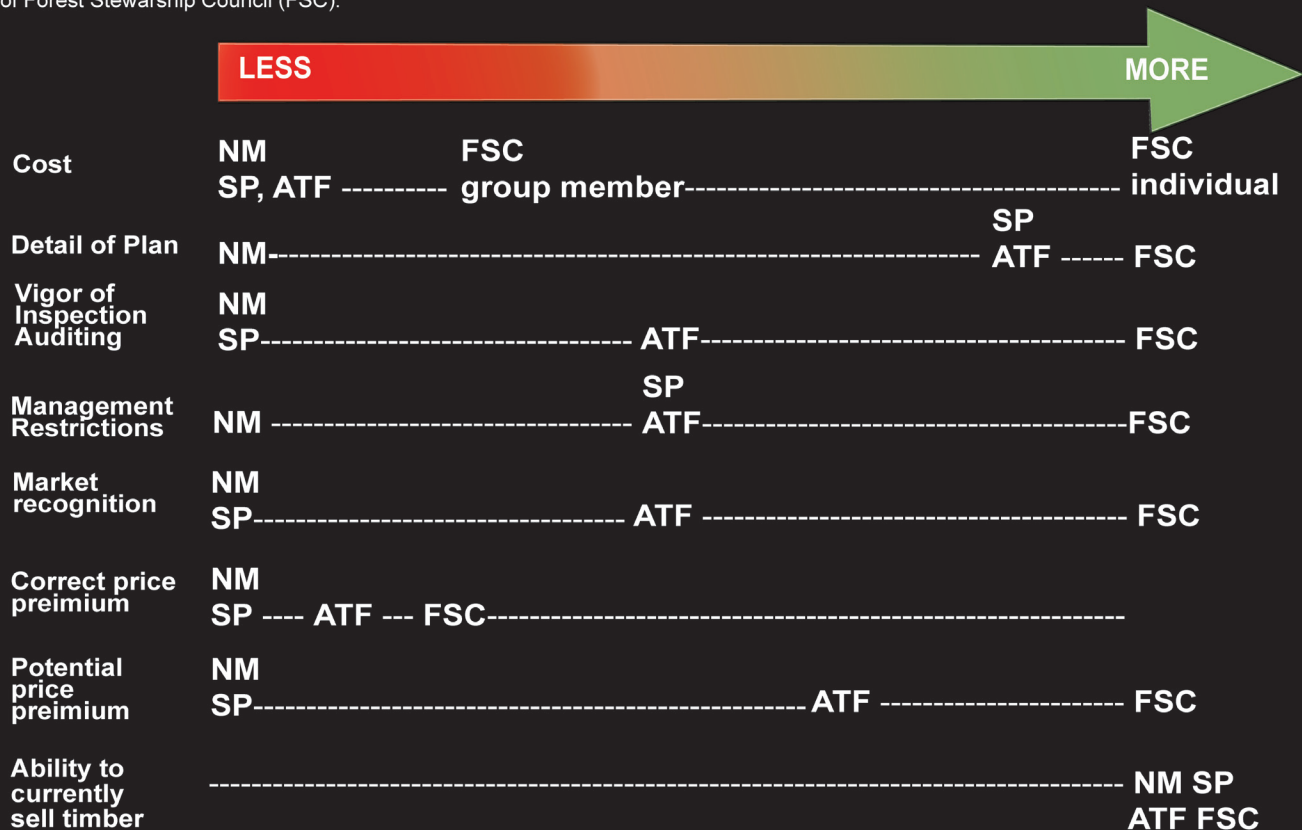 of Forest Stewarship Council (FSC).
LESS MORE
Cost
NM FSC FSC
SP, ATF ---------- group member----------------------------------------- individual
SP
Detail of Plan NM----------------------------------------------- ATF ------ FSC
Vigor of
Inspection
Auditing
NM
SP----------------------------------- ATF---------------------------------------- FSC
SP
Management
Restrictions
NM ---------------------------------- ATF----------------------------------------FSC
Market
recognition
NM
SP----------------------------------- ATF ---------------------------------------- FSC
Correct price
preimium
NM
SP ---- ATF --- FSC------------------------------------------------------------
Potential
price
preimium
NM
SP---------------------------------------------------- ATF ----------------------- FSC
Ability to
currently
sell timber
------------------------------------------------------------------------------------- NM SP
ATF FSC